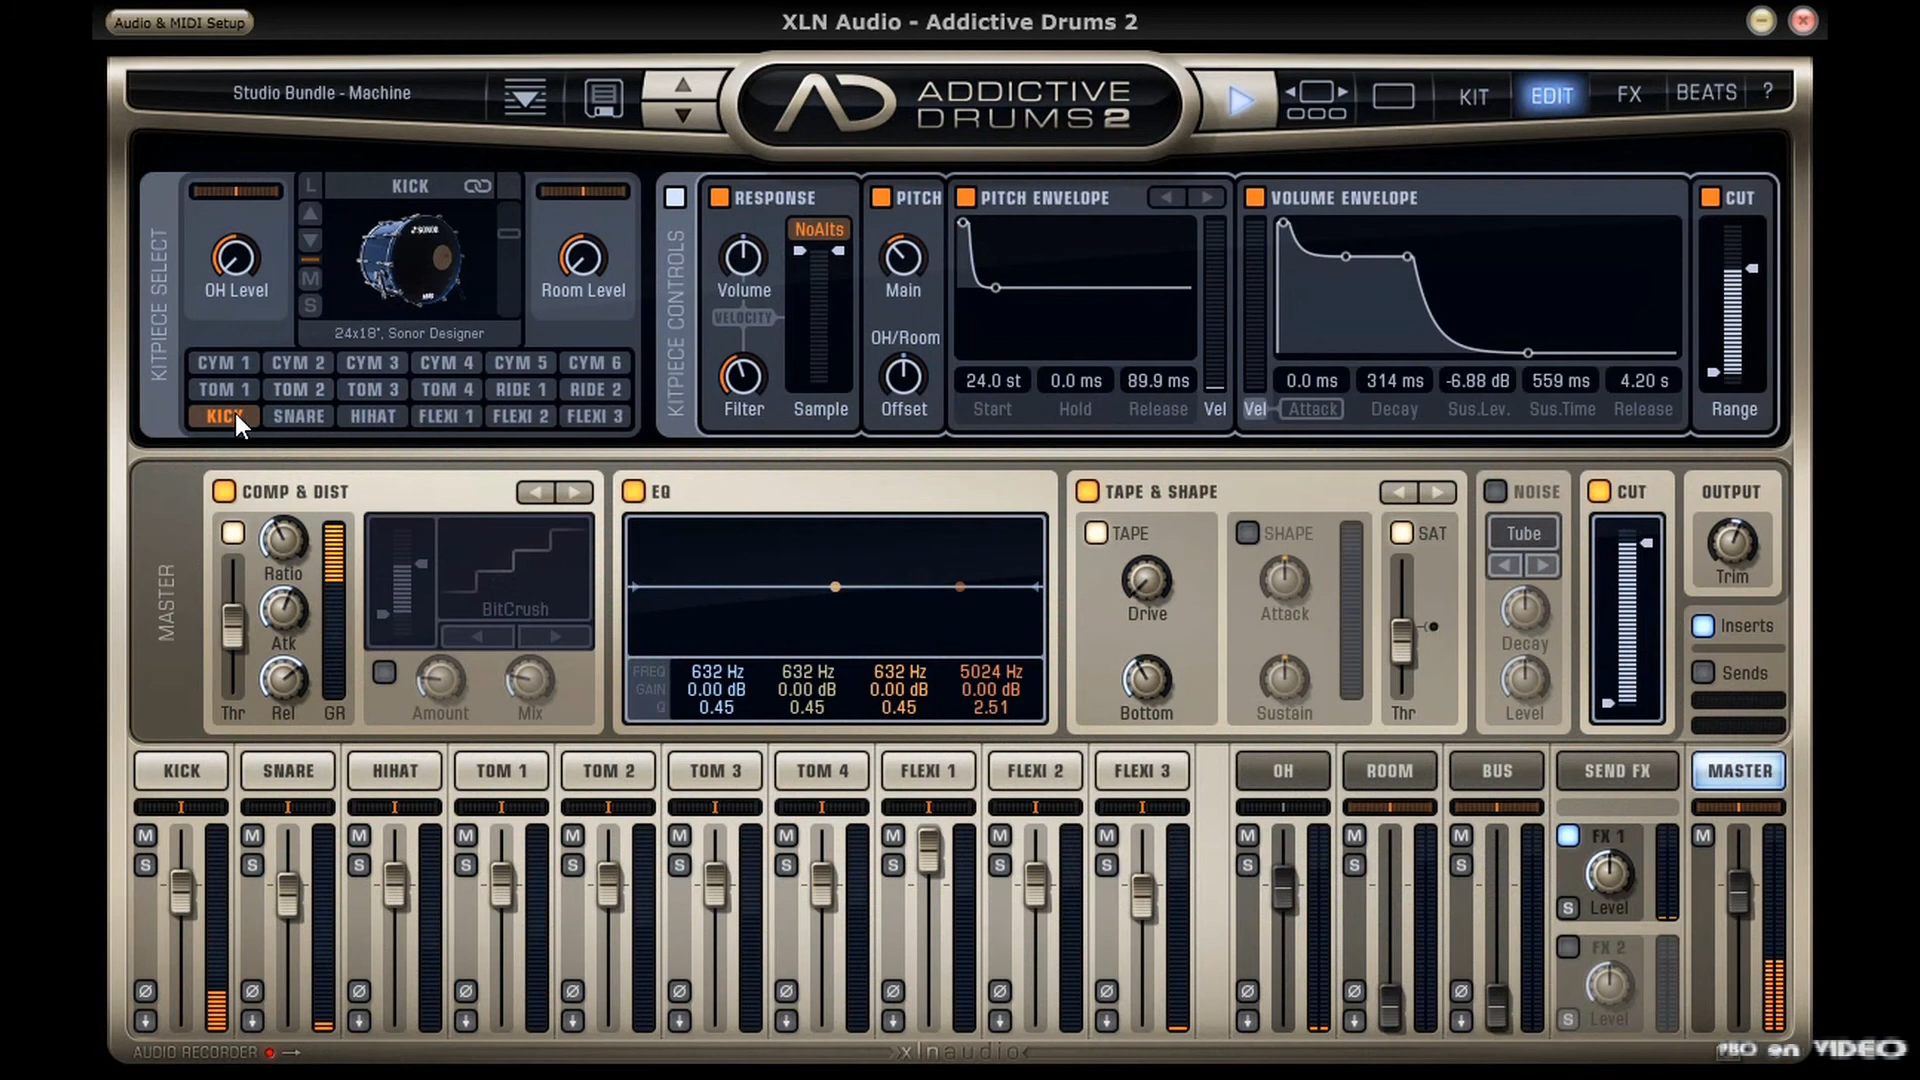 Audio & MIDI Setup
XLN Audio - Addictive Drums 2
Studio Bundle - Machine
AD ADDICTIVE DRUMS 2
KIT EDIT FX BEATS ?
KITPIECE SELECT
OH Level
L
M
S
KICK
SONOR
24x18", Sonor Designer
Room Level
CYM 1 CYM 2 CYM 3 CYM 4 CYM 5 CYM 6
TOM 1 TOM 2 TOM 3 TOM 4 RIDE 1 RIDE 2
KICK SNARE HIHAT FLEXI 1 FLEXI 2 FLEXI 3
KITPIECE CONTROLS
RESPONSE
NoAlts
Volume
VELOCITY
Filter Sample
PITCH
Main
OH/Room
Offset
PITCH ENVELOPE
24.0 st 0.0 ms 89.9 ms
Start Hold Release Vel
VOLUME ENVELOPE
0.0 ms 314 ms -6.88 dB 559 ms 4.20 s
Vel Attack Decay Sus.Lev. Sus.Time Release
CUT
Range
MASTER
COMP & DIST
Ratio
Atk
Thr Rel GR
BitCrush
Amount Mix
EQ
FREQ 632 Hz 632 Hz 632 Hz 5024 Hz
GAIN 0.00 dB 0.00 dB 0.00 dB 0.00 dB
Q 0.45 0.45 0.45 2.51
TAPE & SHAPE
TAPE
Drive
Bottom
SHAPE
Attack
Sustain
SAT
Thr
NOISE
Tube
Decay
Level
CUT
OUTPUT
Trim
Inserts
Sends
KICK SNARE HIHAT TOM 1 TOM 2 TOM 3 TOM 4 FLEXI 1 FLEXI 2 FLEXI 3 OH ROOM BUS SEND FX MASTER
M M M M M M M M M M M M M FX 1 M
S S S S S S S S S S S S S
S Level
FX 2
Ø Ø Ø Ø Ø Ø Ø Ø Ø Ø Ø Ø Ø
S Level
AUDIO RECORDER
xlnaudio
PRO en VIDEO